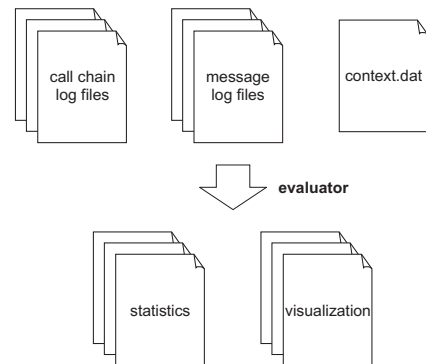 call chain
log files
message
log files
context.dat
evaluator
statistics
visualization